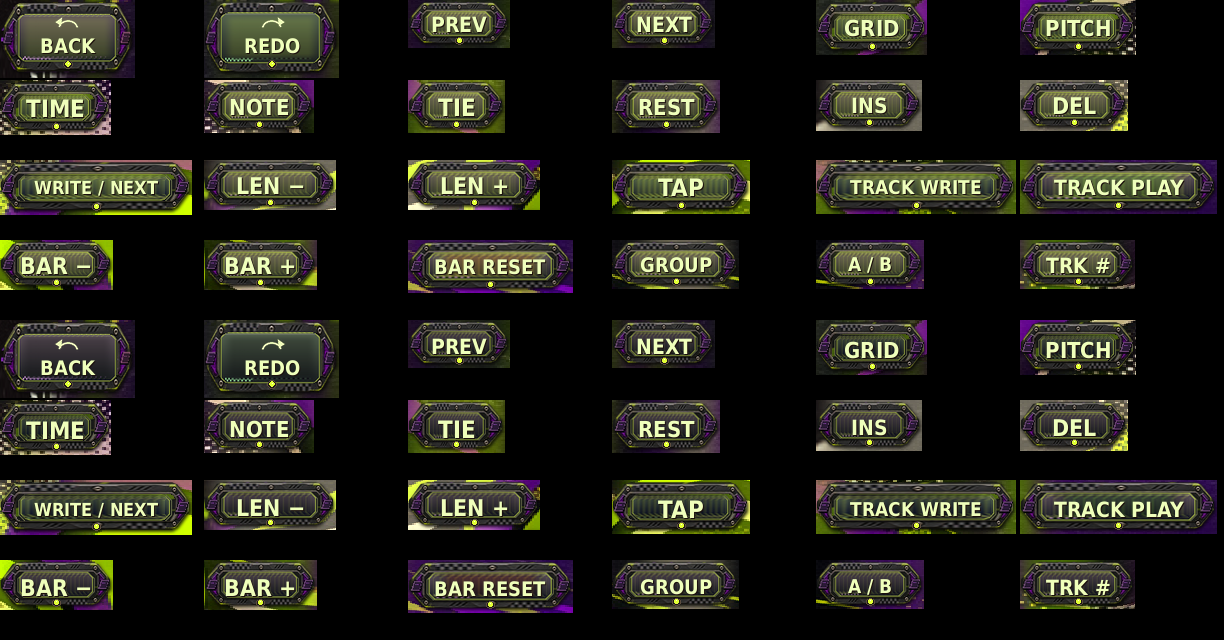 BACK REDO PREV NEXT GRID PITCH
TIME NOTE TIE REST INS DEL
WRITE / NEXT LEN − LEN + TAP TRACK WRITE TRACK PLAY
BAR − BAR + BAR RESET GROUP A / B TRK #
BACK REDO PREV NEXT GRID PITCH
TIME NOTE TIE REST INS DEL
WRITE / NEXT LEN − LEN + TAP TRACK WRITE TRACK PLAY
BAR − BAR + BAR RESET GROUP A / B TRK #